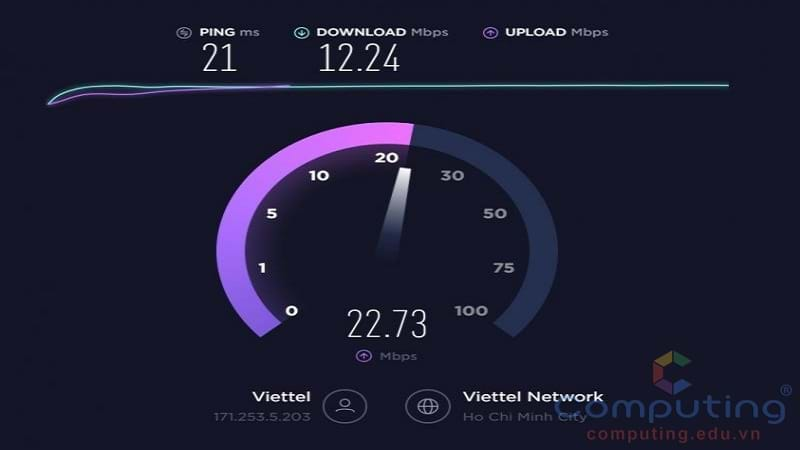 PING ms
21
DOWNLOAD Mbps
12.24
UPLOAD Mbps
0
1
5
10
20
30
50
75
100
22.73
Mbps
Viettel
171.253.5.203
Viettel Network
Ho Chi Minh City
Computing®
computing.edu.vn